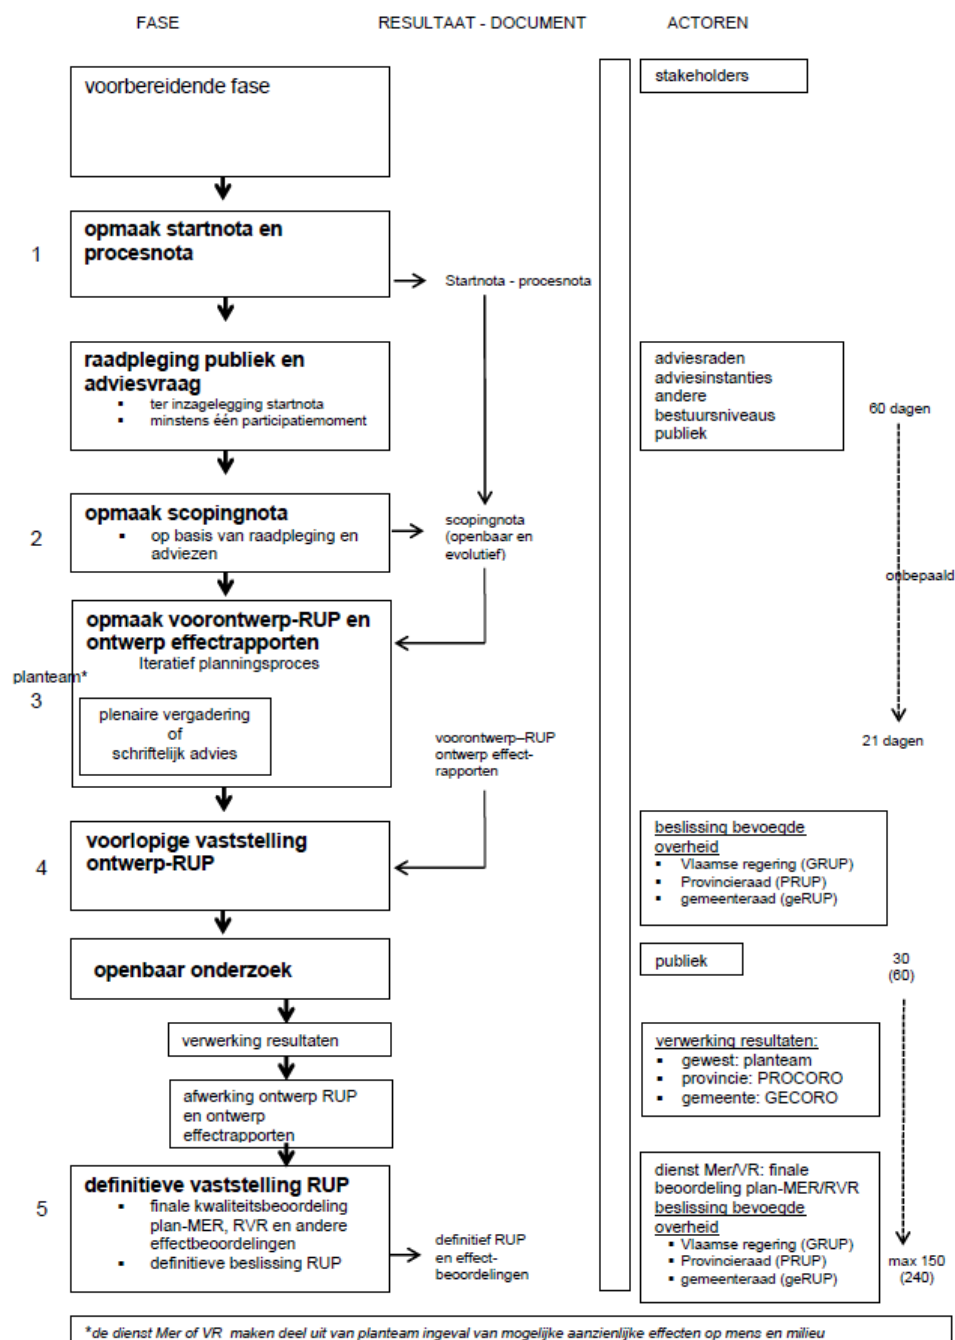 FASE
RESULTAAT - DOCUMENT
ACTOREN
voorbereidende fase
stakeholders
1
opmaak startnota en
procesnota
Startnota - procesnota
raadpleging publiek en
adviesvraag
▪ ter inzagelegging startnota
▪ minstens één participatiemoment
adviesraden
adviesinstanties
andere
bestuursniveaus
publiek
60 dagen
2
opmaak scopingnota
▪ op basis van raadpleging en
adviezen
scopingnota
(openbaar en
evolutief)
onbepaald
planteam*
3
opmaak voorontwerp-RUP en
ontwerp effectrapporten
Iteratief planningsproces
plenaire vergadering
of
schriftelijk advies
voorontwerp–RUP
ontwerp effect-
rapporten
21 dagen
4
voorlopige vaststelling
ontwerp-RUP
beslissing bevoegde
overheid
▪ Vlaamse regering (GRUP)
▪ Provincieraad (PRUP)
▪ gemeenteraad (geRUP)
openbaar onderzoek
publiek
30
(60)
verwerking resultaten
verwerking resultaten:
▪ gewest: planteam
▪ provincie: PROCORO
▪ gemeente: GECORO
afwerking ontwerp RUP
en ontwerp
effectrapporten
5
definitieve vaststelling RUP
▪ finale kwaliteitsbeoordeling
plan-MER, RVR en andere
effectbeoordelingen
▪ definitieve beslissing RUP
definitief RUP
en effect-
beoordelingen
dienst Mer/VR: finale
beoordeling plan-MER/RVR
beslissing bevoegde
overheid
▪ Vlaamse regering (GRUP)
▪ Provincieraad (PRUP)
▪ gemeenteraad (geRUP)
max 150
(240)
*de dienst Mer of VR maken deel uit van planteam ingeval van mogelijke aanzienlijke effecten op mens en milieu